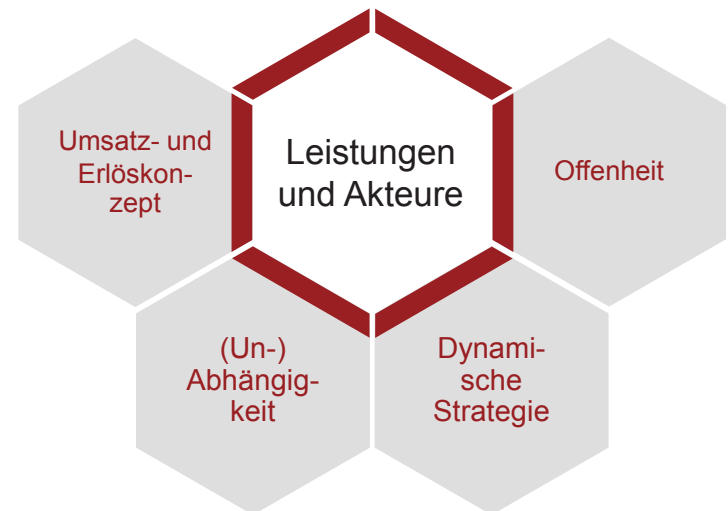 Umsatz- und
Erlöskon-
zept
Leistungen
und Akteure
Offenheit
(Un-)
Abhängig-
keit
Dynami-
sche
Strategie